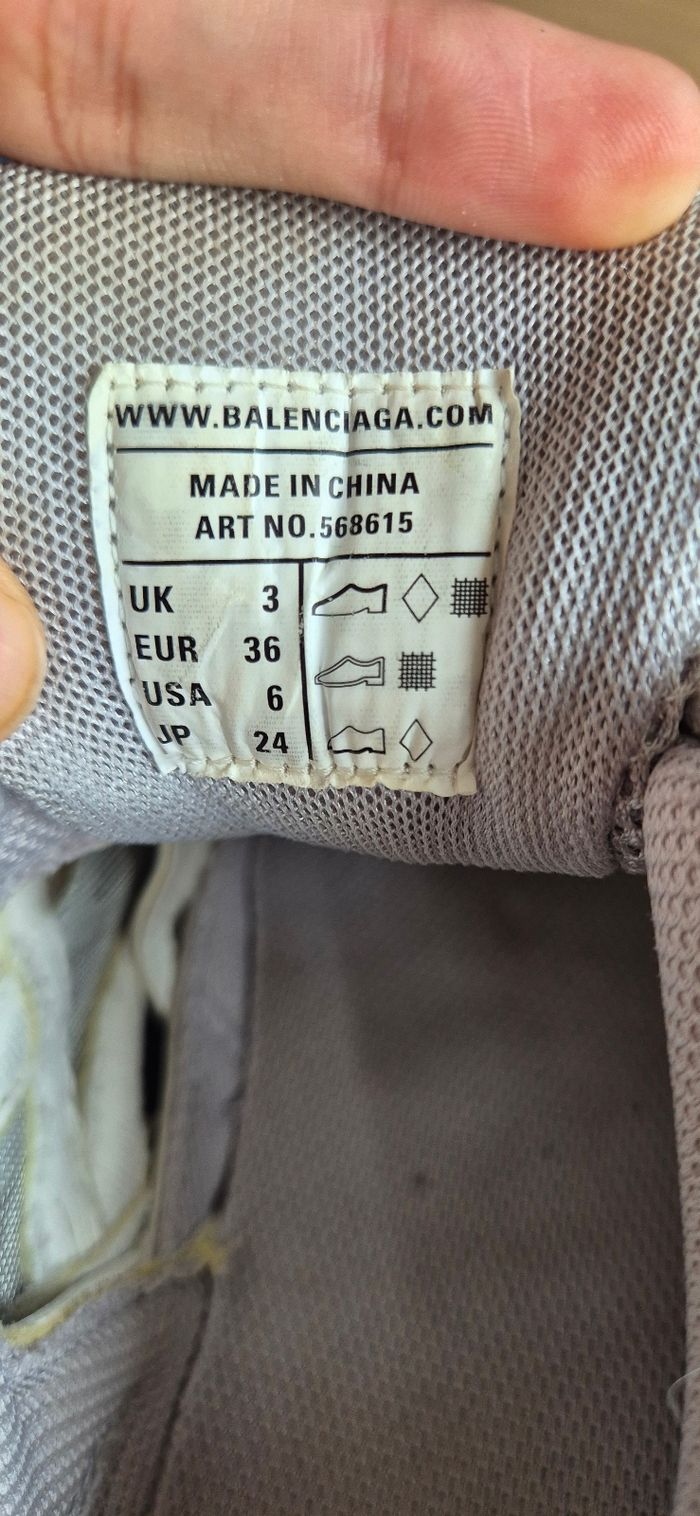 WWW.BALENCIAGA.COM
MADE IN CHINA
ART NO.568615
UK 3
EUR 36
USA 6
JP 24